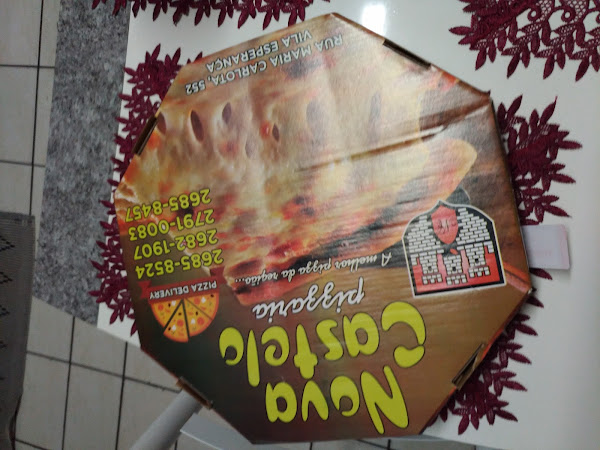 Nova
Castelo
pizzaria
A melhor pizza da região...
PIZZA DELIVERY
2685-8524
2682-1907
2791-0083
2685-8457
RUA MARIA CARLOTA, 552
VILA ESPERANÇA